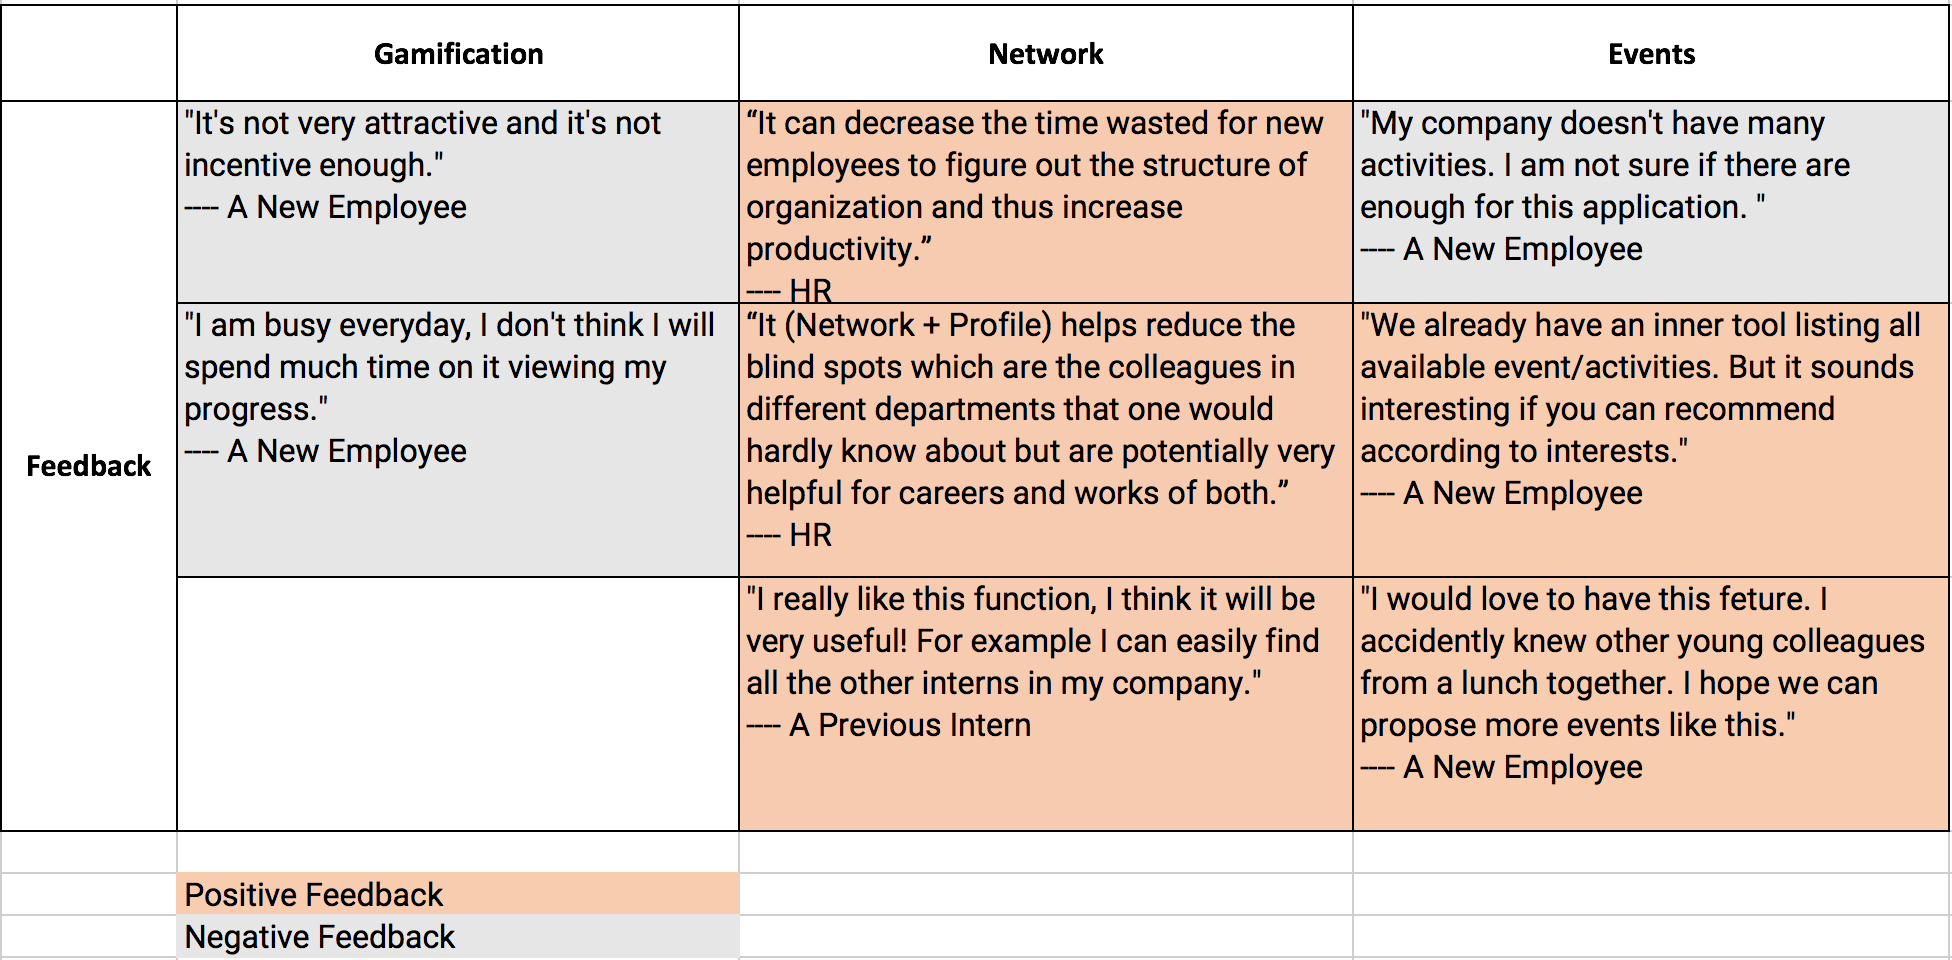 Gamification
Network
Events
Feedback
"It's not very attractive and it's not
incentive enough."
---- A New Employee
“It can decrease the time wasted for new
employees to figure out the structure of
organization and thus increase
productivity.”
---- HR
"My company doesn't have many
activities. I am not sure if there are
enough for this application. "
---- A New Employee
"I am busy everyday, I don't think I will
spend much time on it viewing my
progress."
---- A New Employee
“It (Network + Profile) helps reduce the
blind spots which are the colleagues in
different departments that one would
hardly know about but are potentially very
helpful for careers and works of both.”
---- HR
"We already have an inner tool listing all
available event/activities. But it sounds
interesting if you can recommend
according to interests."
---- A New Employee
"I really like this function, I think it will be
very useful! For example I can easily find
all the other interns in my company."
---- A Previous Intern
"I would love to have this feture. I
accidently knew other young colleagues
from a lunch together. I hope we can
propose more events like this."
---- A New Employee
Positive Feedback
Negative Feedback